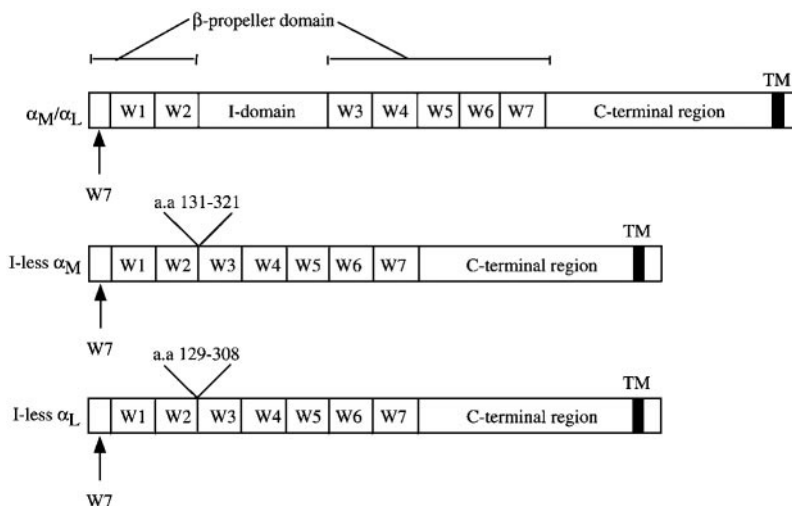 β-propeller domain
TM
αM/αL W1 W2 I-domain W3 W4 W5 W6 W7 C-terminal region
W7
a.a 131-321
TM
I-less αM W1 W2 W3 W4 W5 W6 W7 C-terminal region
W7
a.a 129-308
TM
I-less αL W1 W2 W3 W4 W5 W6 W7 C-terminal region
W7